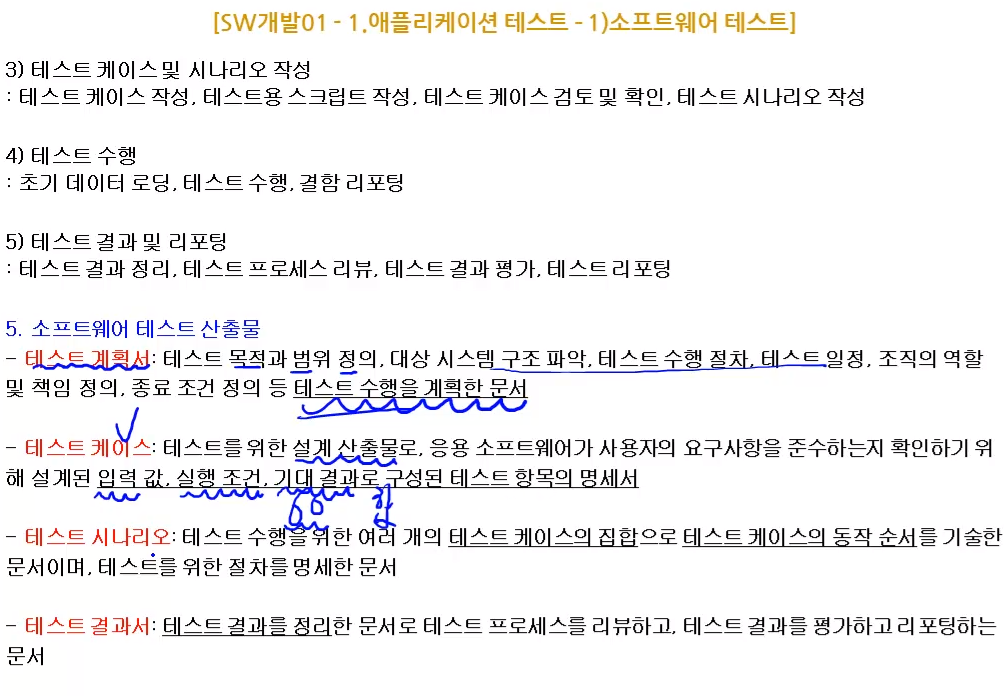 [SW개발01 - 1.애플리케이션 테스트 - 1)소프트웨어 테스트]
3) 테스트 케이스 및 시나리오 작성
: 테스트 케이스 작성, 테스트용 스크립트 작성, 테스트 케이스 검토 및 확인, 테스트 시나리오 작성
4) 테스트 수행
: 초기 데이터 로딩, 테스트 수행, 결함 리포팅
5) 테스트 결과 및 리포팅
: 테스트 결과 정리, 테스트 프로세스 리뷰, 테스트 결과 평가, 테스트 리포팅
5. 소프트웨어 테스트 산출물
- 테스트 계획서: 테스트 목적과 범위 정의, 대상 시스템 구조 파악, 테스트 수행 절차, 테스트 일정, 조직의 역할
및 책임 정의, 종료 조건 정의 등 테스트 수행을 계획한 문서
- 테스트 케이스: 테스트를 위한 설계 산출물로, 응용 소프트웨어가 사용자의 요구사항을 준수하는지 확인하기 위
해 설계된 입력 값, 실행 조건, 기대 결과로 구성된 테스트 항목의 명세서
- 테스트 시나리오: 테스트 수행을 위한 여러 개의 테스트 케이스의 집합으로 테스트 케이스의 동작 순서를 기술한
문서이며, 테스트를 위한 절차를 명세한 문서
- 테스트 결과서: 테스트 결과를 정리한 문서로 테스트 프로세스를 리뷰하고, 테스트 결과를 평가하고 리포팅하는
문서